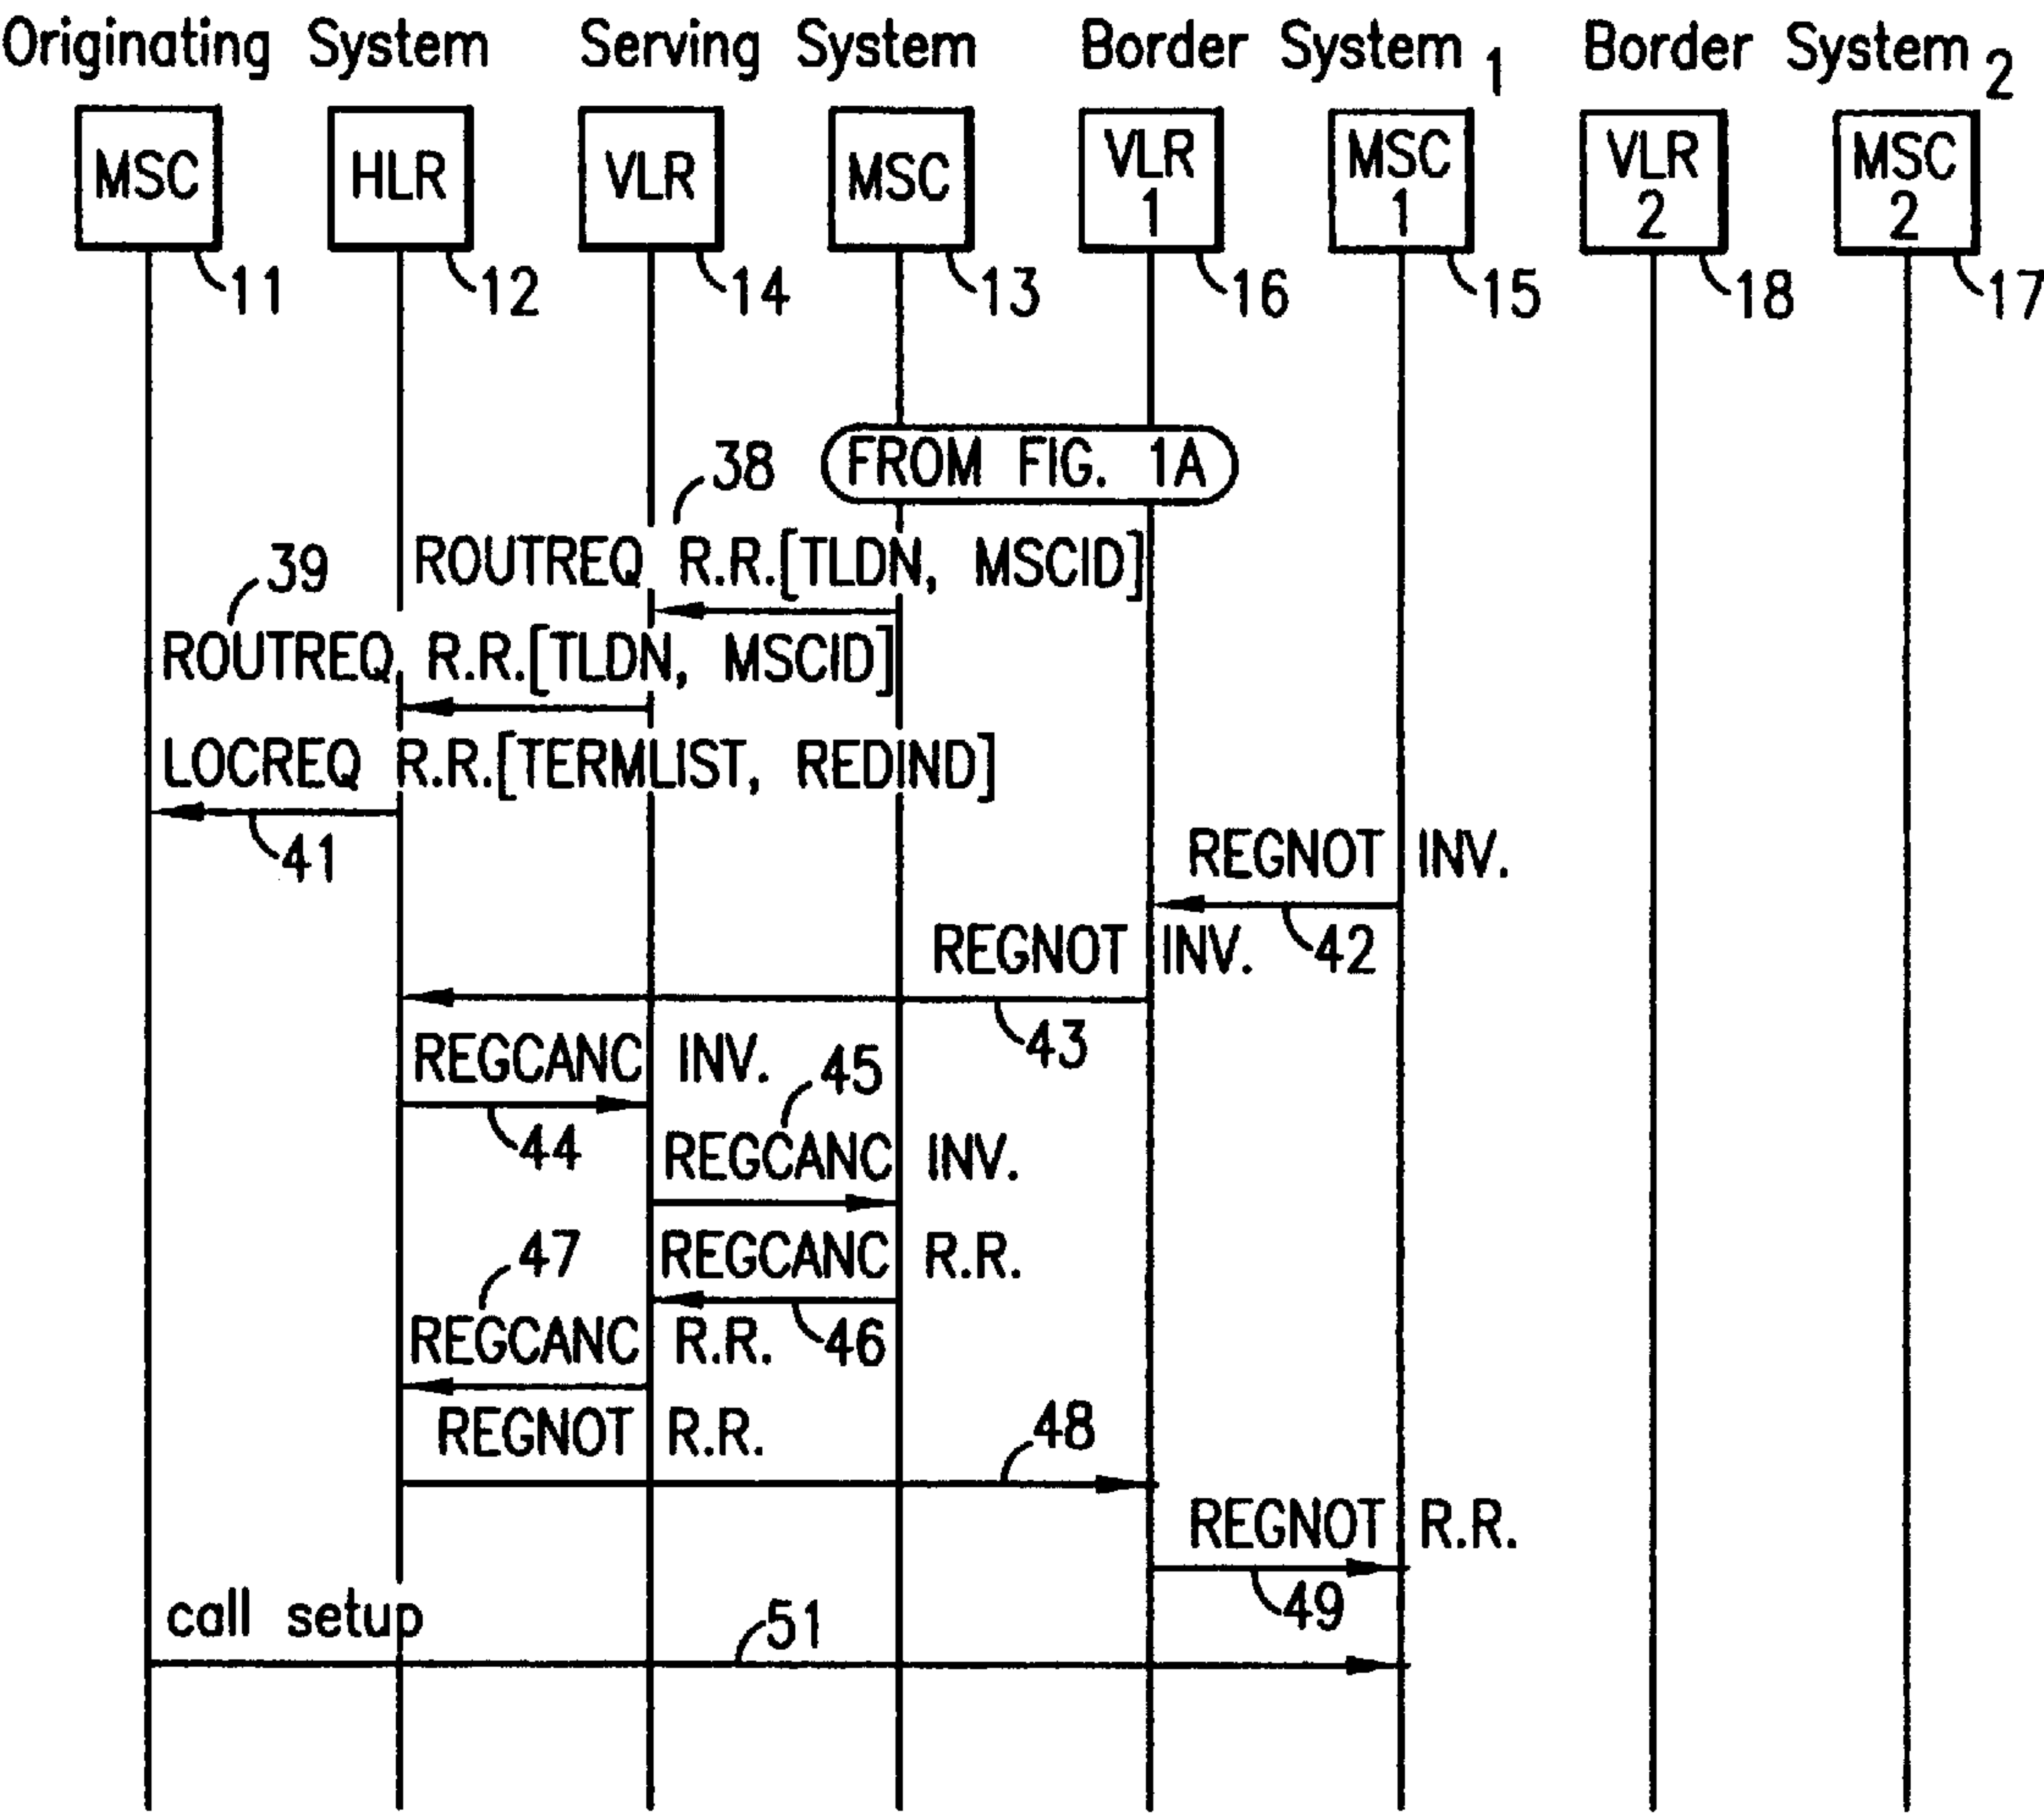 Originating System Serving System Border System 1 Border System 2
MSC HLR VLR MSC VLR 1 MSC 1 VLR 2 MSC 2
11 12 14 13 16 15 18 17
FROM FIG. 1A
38
ROUTREQ R.R.[TLDN, MSCID]
39
ROUTREQ R.R.[TLDN, MSCID]
LOCREQ R.R.[TERMLIST, REDIND]
41
REGNOT INV.
42
REGNOT INV.
43
REGCANC INV.
44
45
REGCANC INV.
REGCANC R.R.
46
47
REGCANC R.R.
REGNOT R.R.
48
REGNOT R.R.
49
call setup
51